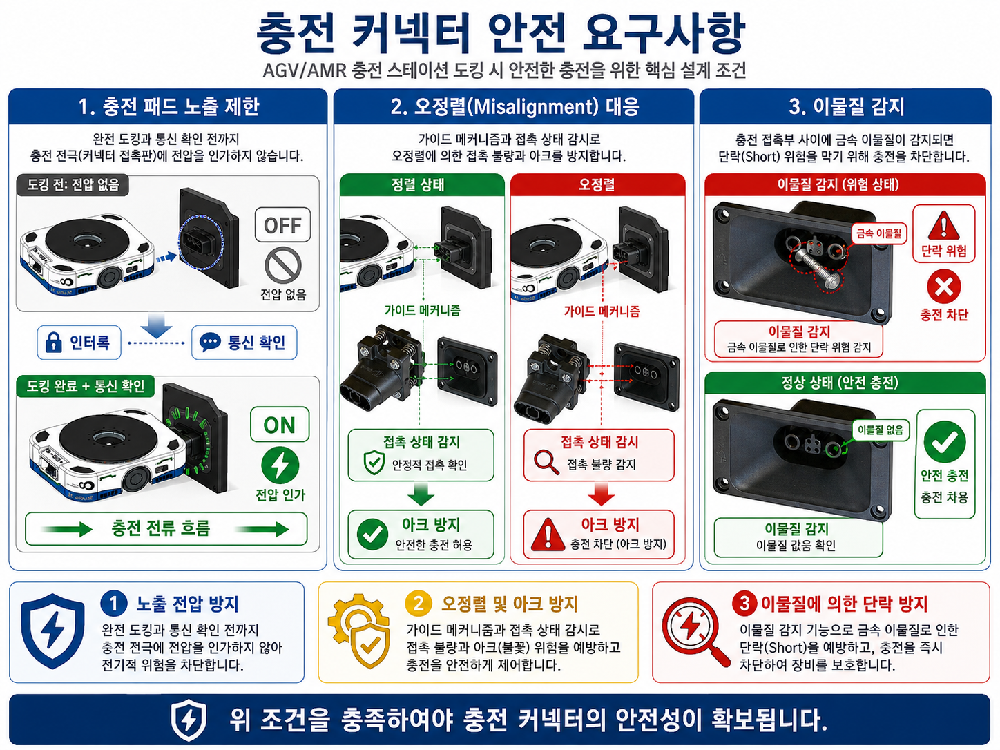 충전 커넥터 안전 요구사항
AGV/AMR 충전 스테이션 도킹 시 안전한 충전을 위한 핵심 설계 조건
1. 충전 패드 노출 제한
완전 도킹과 통신 확인 전까지
충전 전극(커넥터 접촉판)에 전압을 인가하지 않습니다.
도킹 전: 전압 없음
OFF
전압 없음
인터록
통신 확인
도킹 완료 + 통신 확인
ON
전압 인가
충전 전류 흐름
2. 오정렬(Misalignment) 대응
가이드 메커니즘과 접촉 상태 감시로
오정렬에 의한 접촉 불량과 아크를 방지합니다.
정렬 상태
가이드 메커니즘
접촉 상태 감지
안정적 접촉 확인
아크 방지
안전한 충전 허용
오정렬
가이드 메커니즘
접촉 상태 감시
접촉 불량 감지
아크 방지
충전 차단 (아크 방지)
3. 이물질 감지
충전 접촉부 사이에 금속 이물질이 감지되면
단락(Short) 위험을 막기 위해 충전을 차단합니다.
이물질 감지 (위험 상태)
금속 이물질
단락 위험
충전 차단
이물질 감지
금속 이물질로 인한 단락 위험 감지
정상 상태 (안전 충전)
이물질 없음
안전 충전
충전 차용
이물질 감지
이물질 값음 확인
1 노출 전압 방지
완전 도킹과 통신 확인 전까지
충전 전극에 전압을 인가하지 않아
전기적 위험을 차단합니다.
2 오정렬 및 아크 방지
가이드 메커니줌과 접촉 상태 감시로
접촉 불량과 아크(불꽃) 위험을 예방하고
충전을 안전하게 제어합니다.
3 이물질에 의한 단락 방지
이물질 감지 기능으로 금속 이물질로 인한
단락(Short)을 예방하고, 충전을 즉시
차단하여 장비를 보호합니다.
위 조건을 충족하여야 충전 커넥터의 안전성이 확보됩니다.